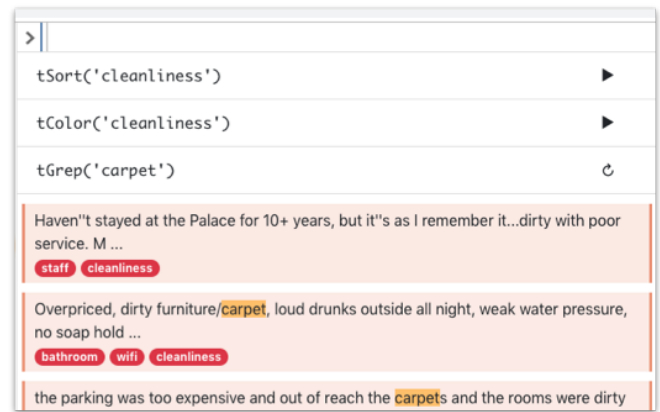 >
tSort('cleanliness')
tColor('cleanliness')
tGrep('carpet')
Haven''t stayed at the Palace for 10+ years, but it''s as I remember it...dirty with poor
service. M ...
staff cleanliness
Overpriced, dirty furniture/carpet, loud drunks outside all night, weak water pressure,
no soap hold ...
bathroom wifi cleanliness
the parking was too expensive and out of reach the carpets and the rooms were dirty